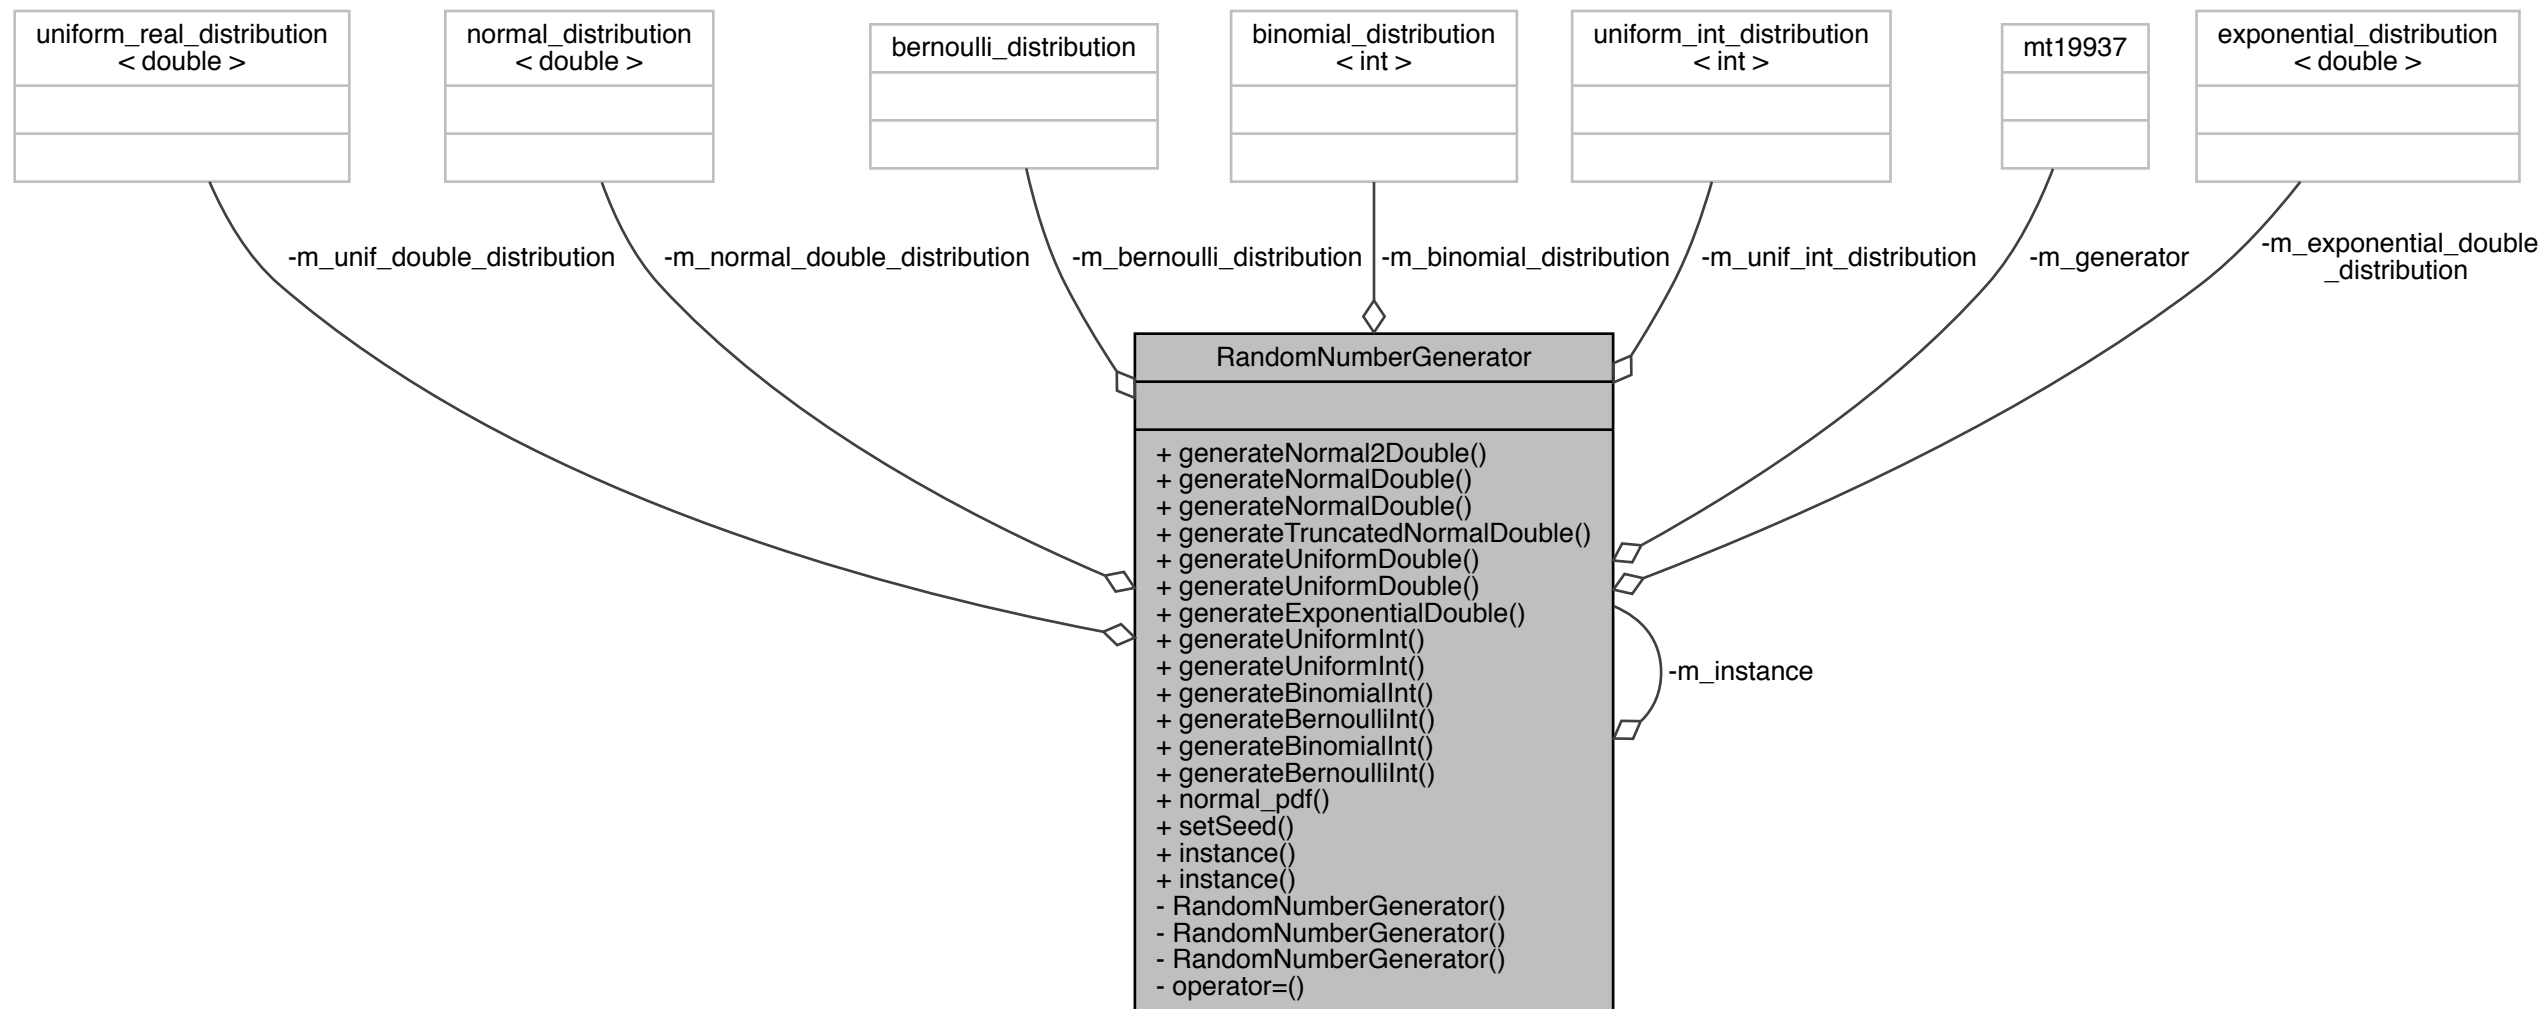 uniform_real_distribution
< double >
normal_distribution
< double >
bernoulli_distribution
binomial_distribution
< int >
uniform_int_distribution
< int >
mt19937
exponential_distribution
< double >
-m_unif_double_distribution
-m_normal_double_distribution
-m_bernoulli_distribution
-m_binomial_distribution
-m_unif_int_distribution
-m_generator
-m_exponential_double
_distribution
RandomNumberGenerator
+ generateNormal2Double()
+ generateNormalDouble()
+ generateNormalDouble()
+ generateTruncatedNormalDouble()
+ generateUniformDouble()
+ generateUniformDouble()
+ generateExponentialDouble()
+ generateUniformInt()
+ generateUniformInt()
+ generateBinomialInt()
+ generateBernoulliInt()
+ generateBinomialInt()
+ generateBernoulliInt()
+ normal_pdf()
+ setSeed()
+ instance()
+ instance()
- RandomNumberGenerator()
- RandomNumberGenerator()
- RandomNumberGenerator()
- operator=()
-m_instance